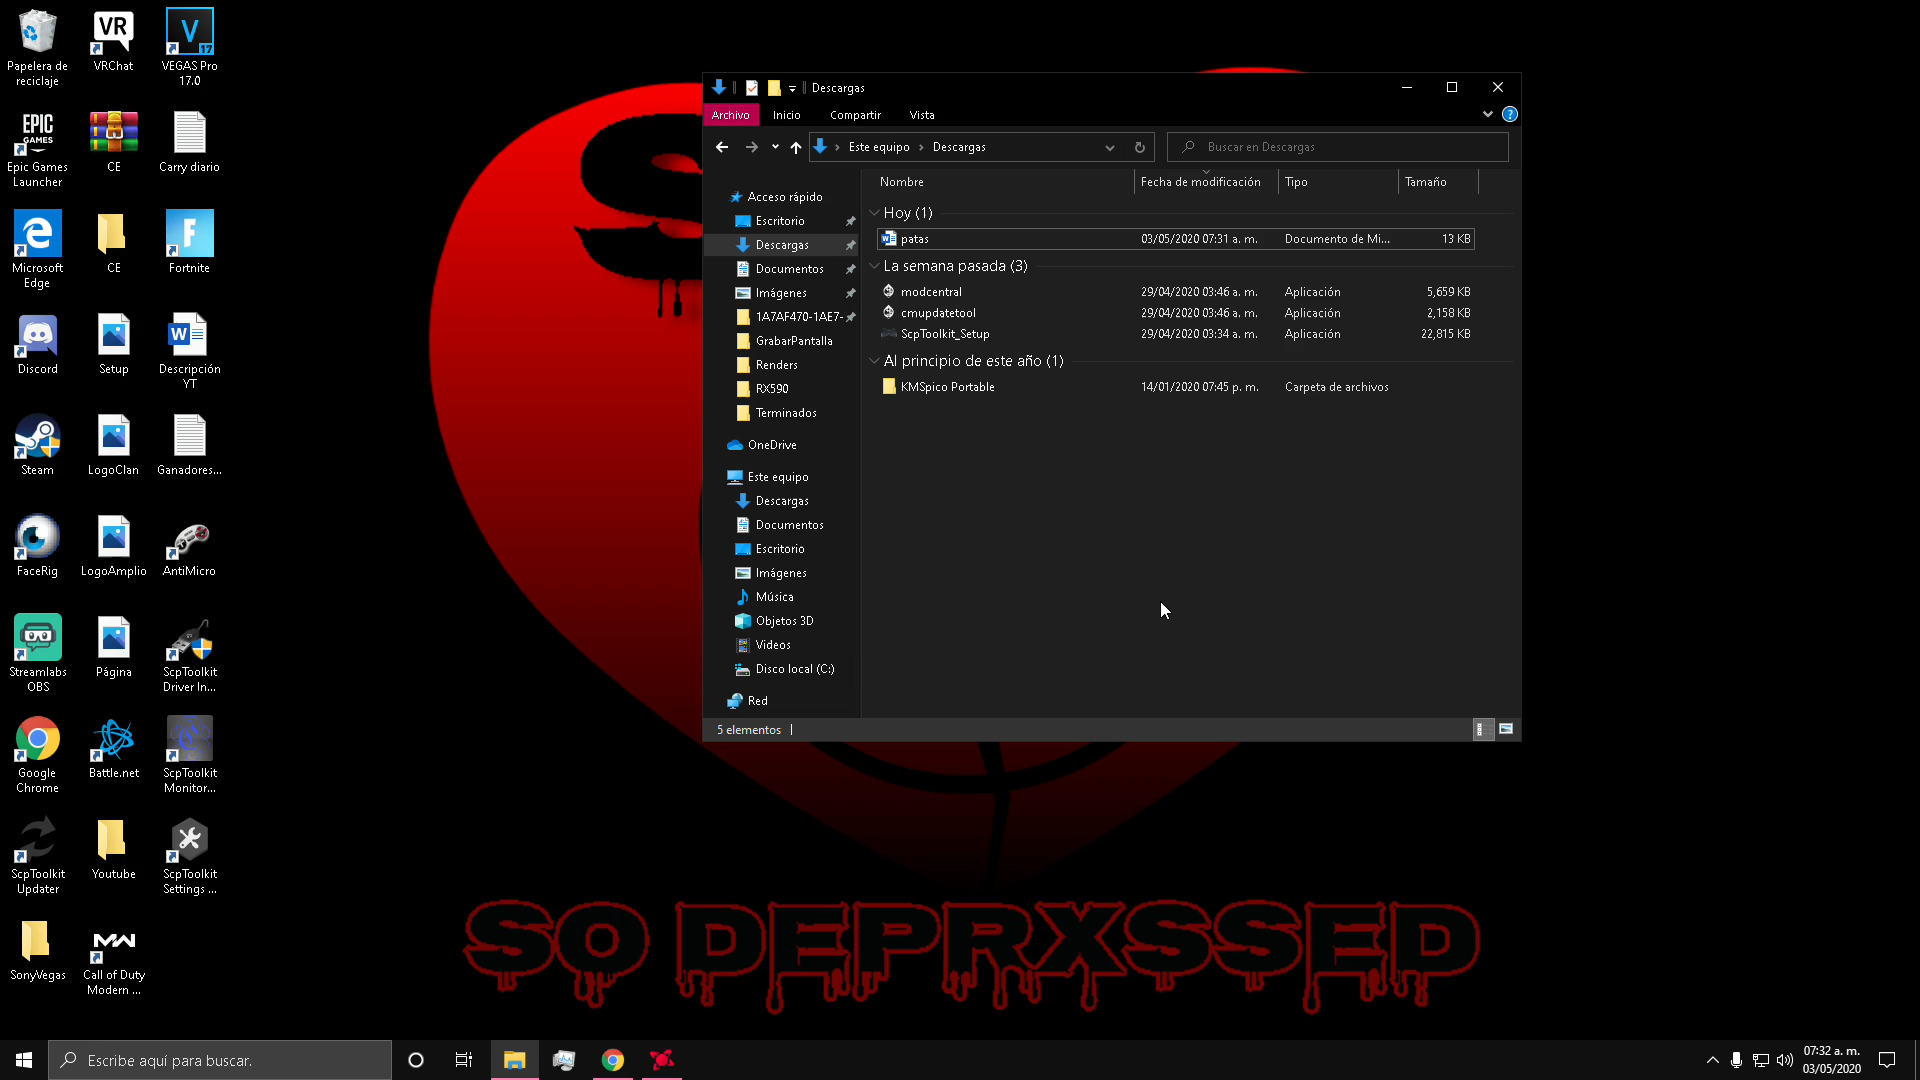 Papelera de
reciclaje
VR
VRChat
V
17
VEGAS Pro
17.0
EPIC
GAMES
Epic Games
Launcher
CE
Carry diario
Microsoft
Edge
CE
F
Fortnite
Discord
Setup
W
Descripción
YT
Steam
LogoClan
Ganadores...
FaceRig
LogoAmplio
AntiMicro
Streamlabs
OBS
Página
ScpToolkit
Driver In...
Google
Chrome
Battle.net
ScpToolkit
Monitor...
ScpToolkit
Updater
Youtube
ScpToolkit
Settings ...
SonyVegas
MW
Call of Duty
Modern ...
Descargas
Archivo Inicio Compartir Vista
Este equipo > Descargas
Buscar en Descargas
Acceso rápido
Escritorio
Descargas
Documentos
Imágenes
1A7AF470-1AE7-
GrabarPantalla
Renders
RX590
Terminados
OneDrive
Este equipo
Descargas
Documentos
Escritorio
Imágenes
Música
Objetos 3D
Videos
Disco local (C:)
Red
Nombre Fecha de modificación Tipo Tamaño
Hoy (1)
patas 03/05/2020 07:31 a. m. Documento de Mi... 13 KB
La semana pasada (3)
modcentral 29/04/2020 03:46 a. m. Aplicación 5,659 KB
cmupdatetool 29/04/2020 03:46 a. m. Aplicación 2,158 KB
ScpToolkit_Setup 29/04/2020 03:34 a. m. Aplicación 22,815 KB
Al principio de este año (1)
KMSpico Portable 14/01/2020 07:45 p. m. Carpeta de archivos
5 elementos
SO DEPRXSSED
Escribe aquí para buscar.
07:32 a. m.
03/05/2020